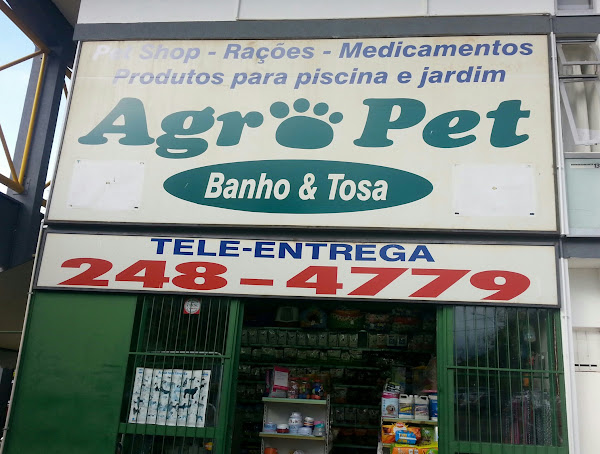 Pet Shop - Rações - Medicamentos
Produtos para piscina e jardim
Agro Pet
Banho & Tosa
TELE-ENTREGA
248-4779